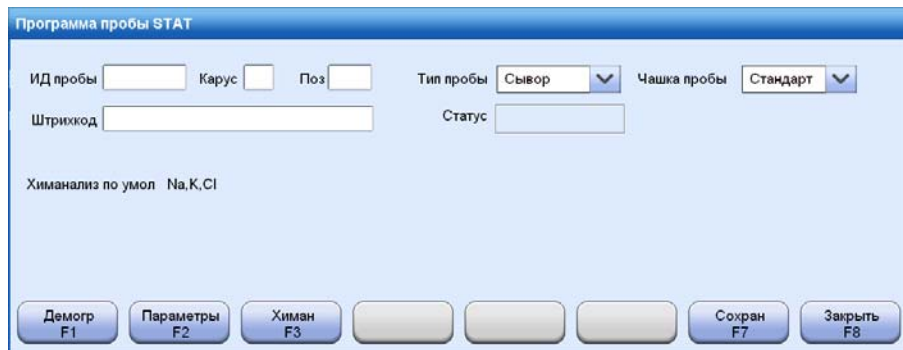 Программа пробы STAT
ИД пробы Карус Поз Тип пробы Сывор Чашка пробы Стандарт
Штрихкод Статус
Химанализ по умол Na,K,Cl
Демогр Параметры Химан Сохран Закрыть
F1 F2 F3 F7 F8